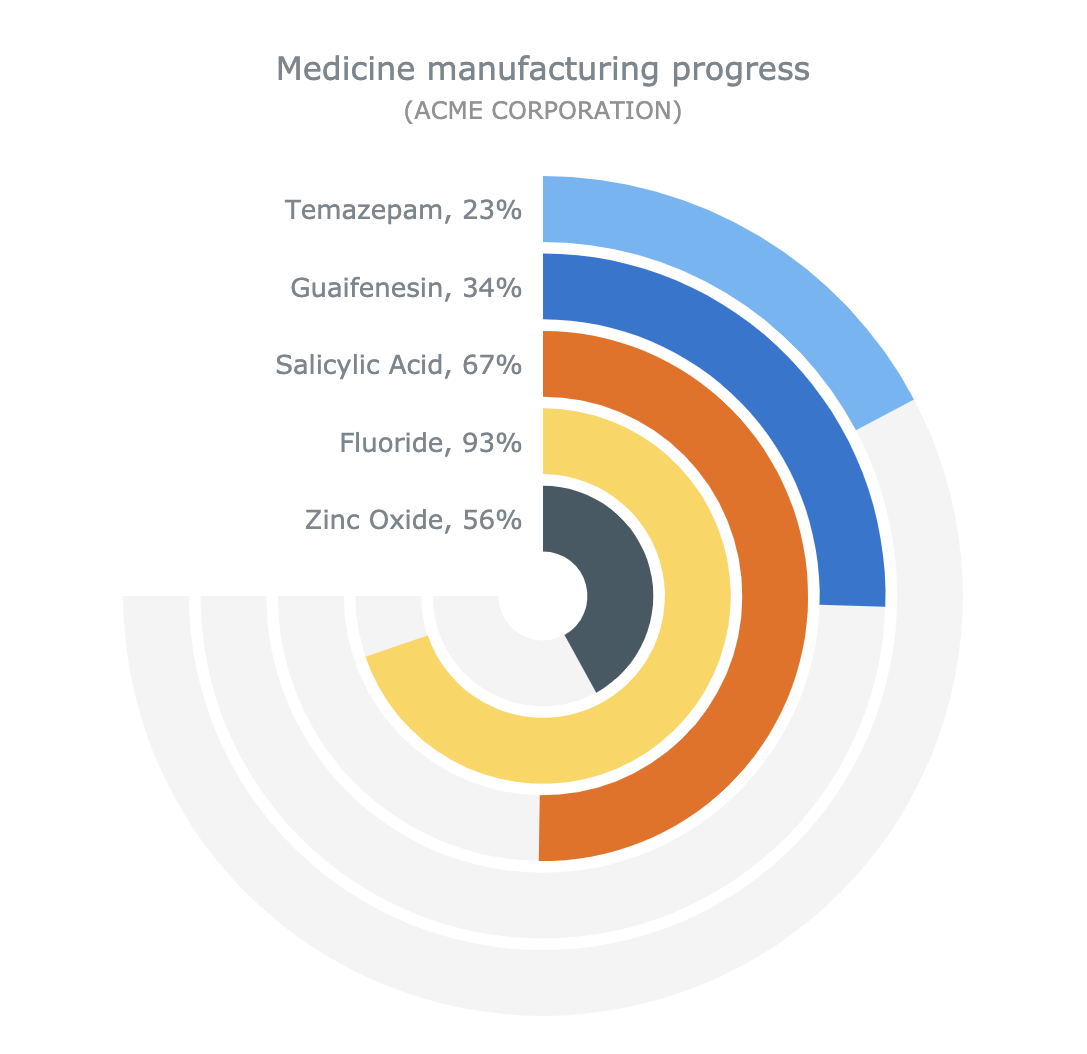 Medicine manufacturing progress
(ACME CORPORATION)
Temazepam, 23%
Guaifenesin, 34%
Salicylic Acid, 67%
Fluoride, 93%
Zinc Oxide, 56%